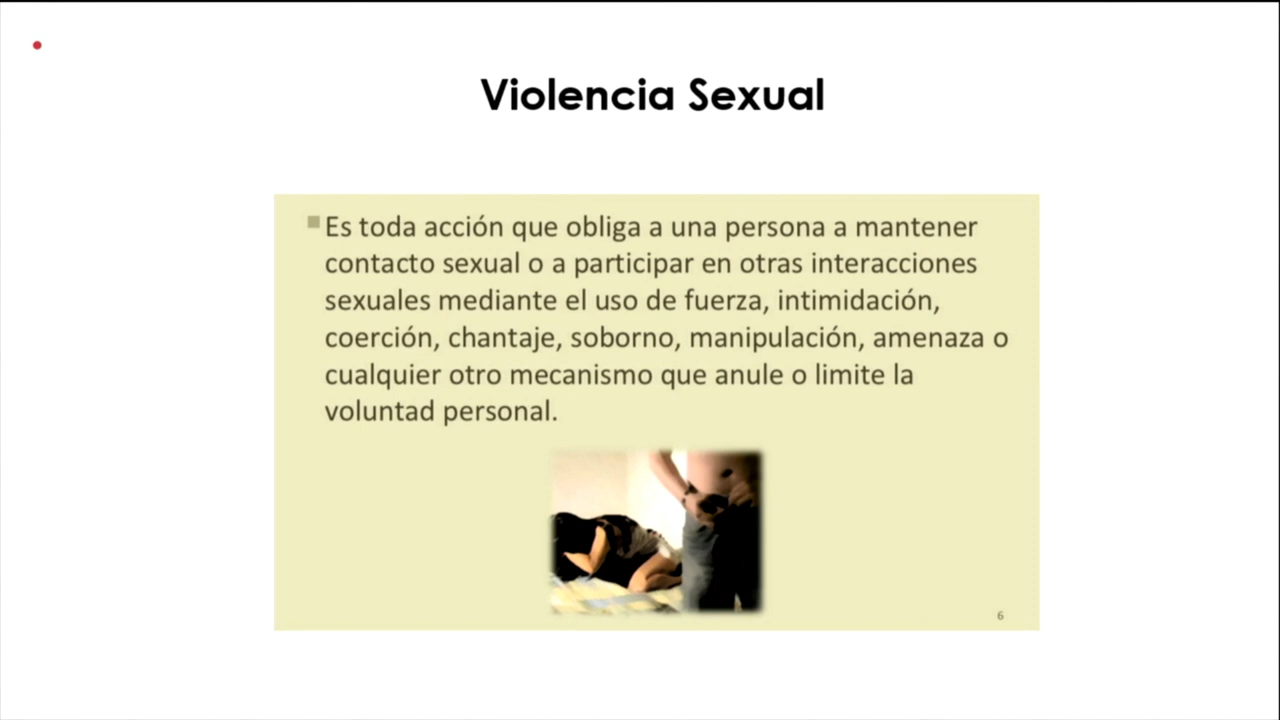 Violencia Sexual
Es toda acción que obliga a una persona a mantener
contacto sexual o a participar en otras interacciones
sexuales mediante el uso de fuerza, intimidación,
coerción, chantaje, soborno, manipulación, amenaza o
cualquier otro mecanismo que anule o limite la
voluntad personal.
6